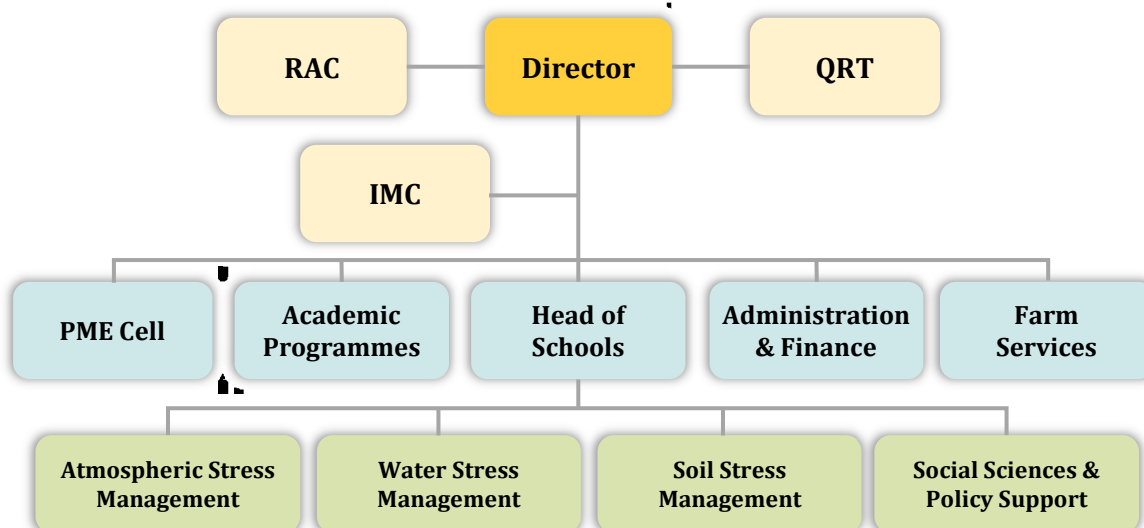 RAC
Director
QRT
IMC
PME Cell
Academic
Programmes
Head of
Schools
Administration
& Finance
Farm
Services
Atmospheric Stress
Management
Water Stress
Management
Soil Stress
Management
Social Sciences &
Policy Support